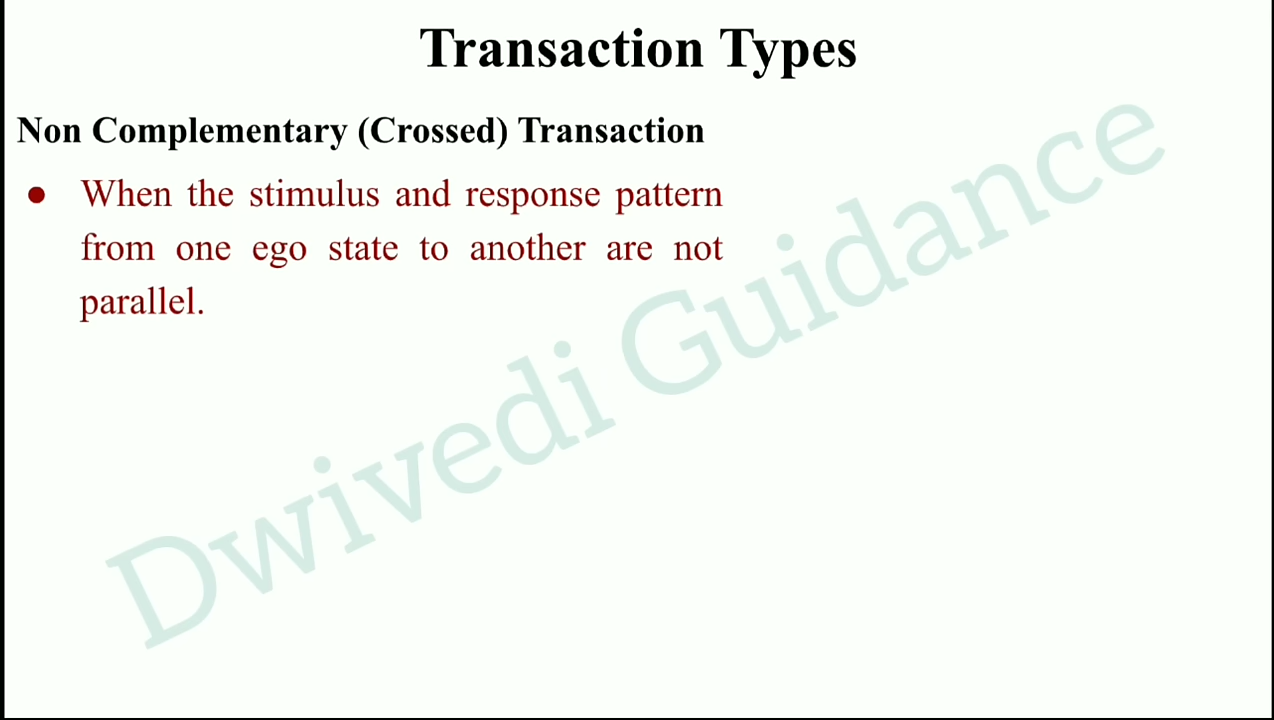 Transaction Types
Non Complementary (Crossed) Transaction
● When the stimulus and response pattern
from one ego state to another are not
parallel.
Dwivedi Guidance